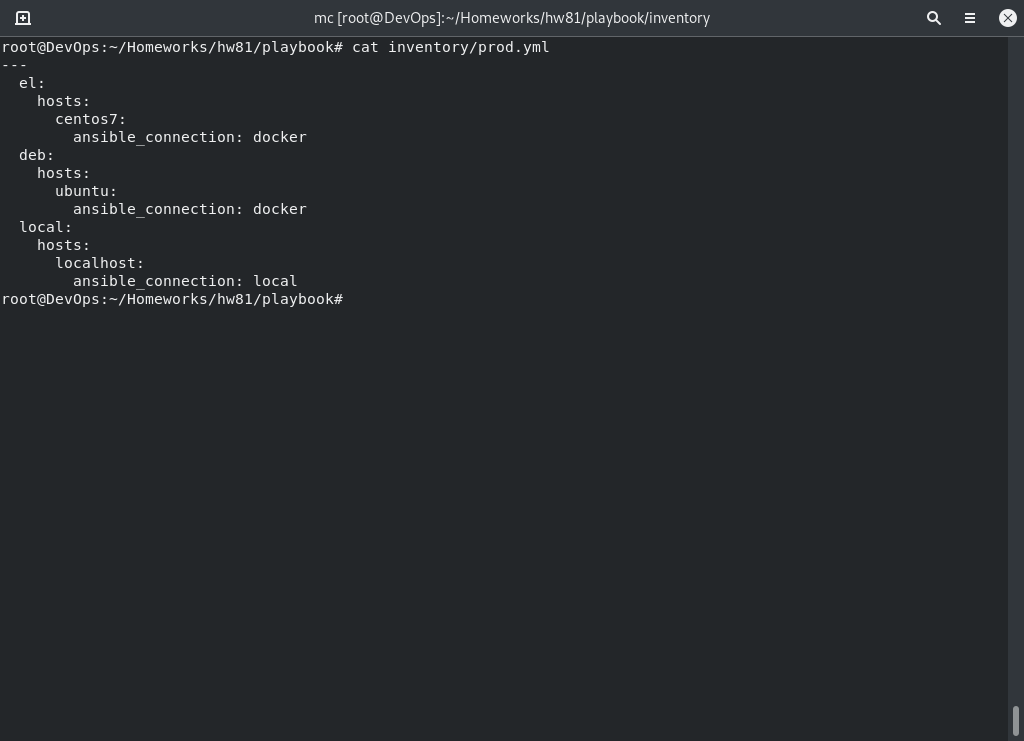 mc [root@DevOps]:~/Homeworks/hw81/playbook/inventory
root@DevOps:~/Homeworks/hw81/playbook# cat inventory/prod.yml
---
  el:
    hosts:
      centos7:
        ansible_connection: docker
  deb:
    hosts:
      ubuntu:
        ansible_connection: docker
  local:
    hosts:
      localhost:
        ansible_connection: local
root@DevOps:~/Homeworks/hw81/playbook#